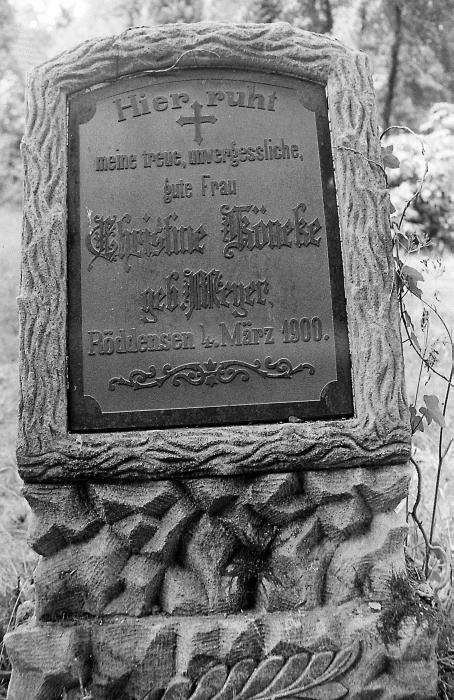 Hier ruht
meine treue, unvergessliche,
gute Frau
Christine Köneke
geb. Meyer,
Röddensen 4. März 1900.